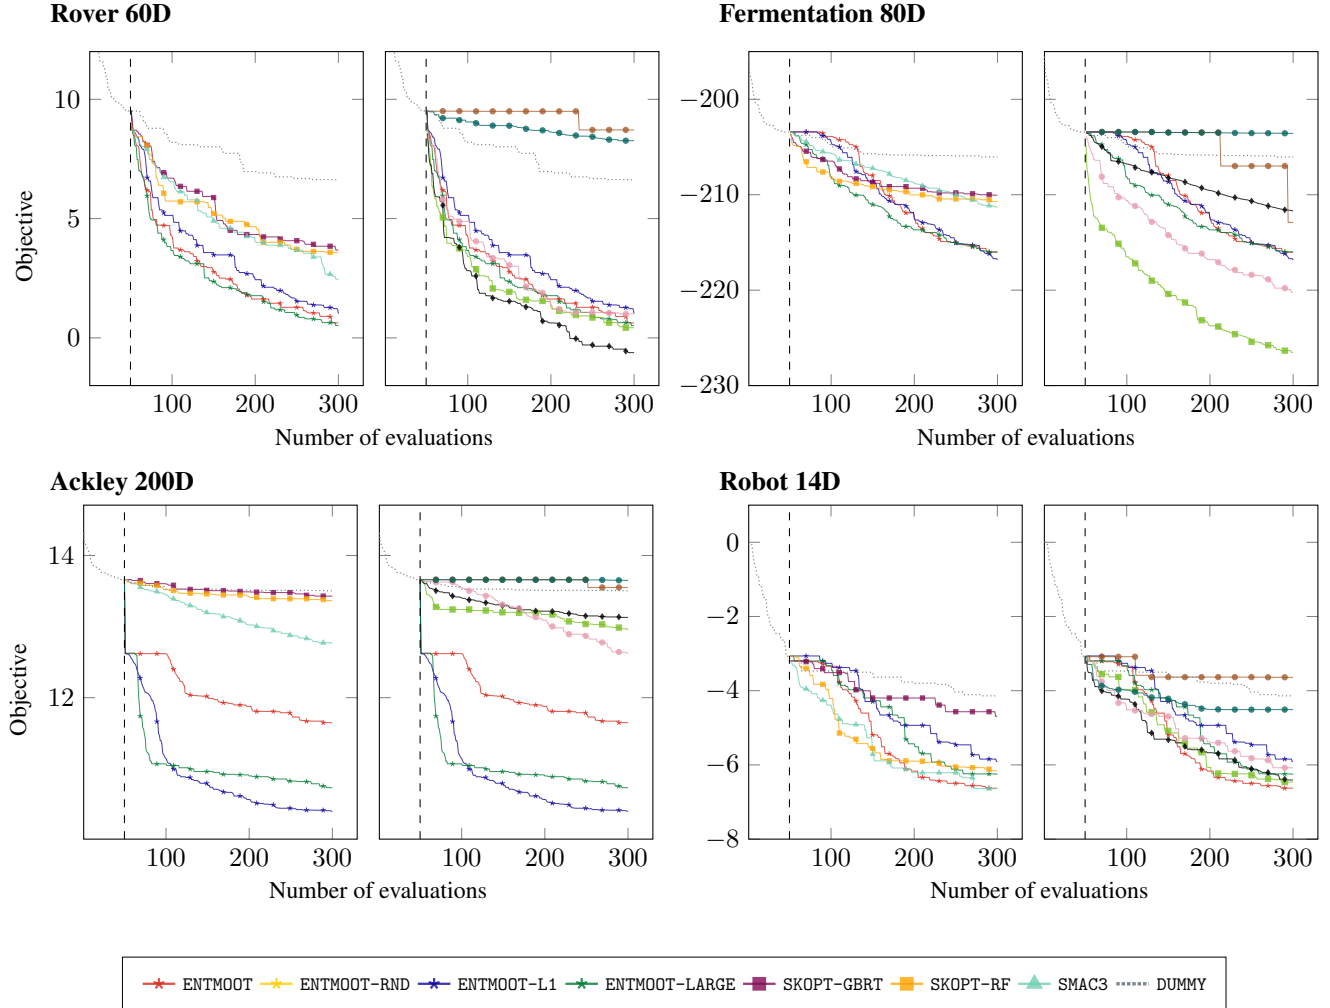 Rover 60D
Fermentation 80D
10
5
0
Objective
−200
−210
−220
−230
100 200 300 100 200 300
100 200 300 100 200 300
Number of evaluations
Number of evaluations
Ackley 200D
Robot 14D
14
12
Objective
0
−2
−4
−6
−8
100 200 300 100 200 300
100 200 300 100 200 300
Number of evaluations
Number of evaluations
ENTMOOT ENTMOOT-RND ENTMOOT-L1 ENTMOOT-LARGE SKOPT-GBRT SKOPT-RF SMAC3 DUMMY